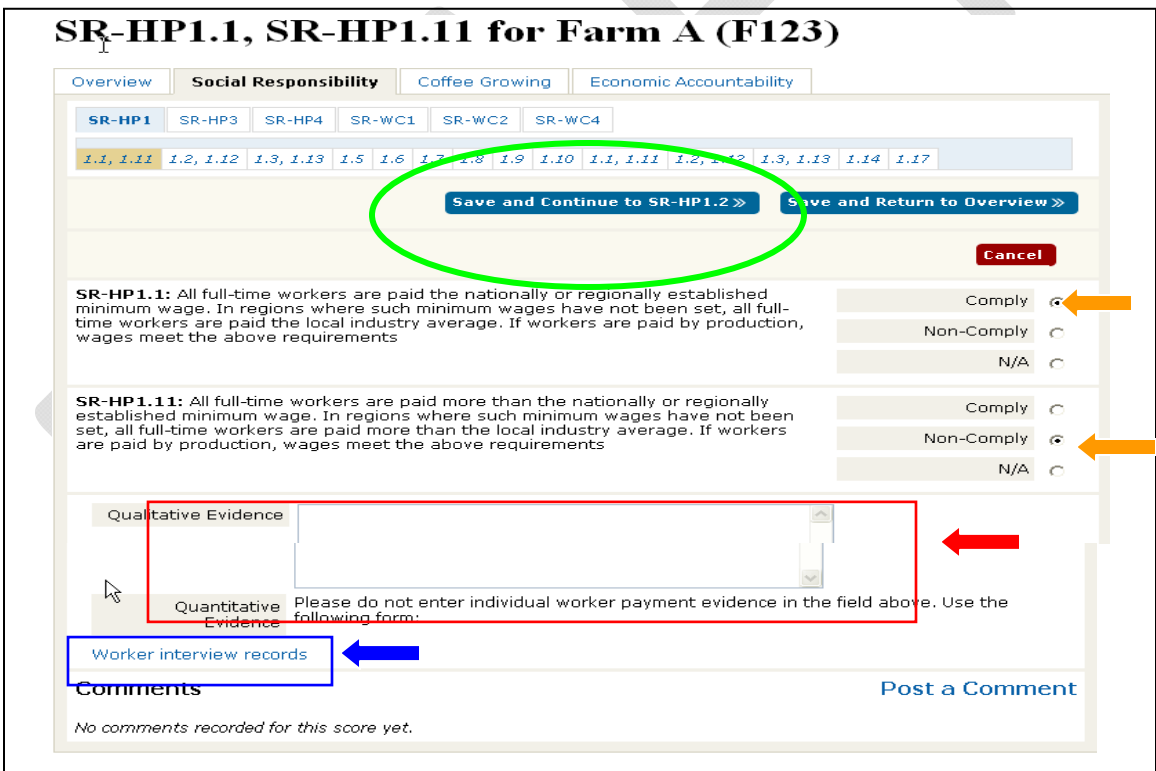 SR-HP1.1, SR-HP1.11 for Farm A (F123)
Overview Social Responsibility Coffee Growing Economic Accountability
SR-HP1 SR-HP3 SR-HP4 SR-WC1 SR-WC2 SR-WC4
1.1, 1.11 1.2, 1.12 1.3, 1.13 1.5 1.6 1.7 1.8 1.9 1.10 1.1, 1.11 1.2, 1.12 1.3, 1.13 1.14 1.17
Save and Continue to SR-HP1.2 » Save and Return to Overview »
Cancel
SR-HP1.1: All full-time workers are paid the nationally or regionally established
minimum wage. In regions where such minimum wages have not been set, all full-
time workers are paid the local industry average. If workers are paid by production,
wages meet the above requirements
Comply
Non-Comply
N/A
SR-HP1.11: All full-time workers are paid more than the nationally or regionally
established minimum wage. In regions where such minimum wages have not been
set, all full-time workers are paid more than the local industry average. If workers
are paid by production, wages meet the above requirements
Comply
Non-Comply
N/A
Qualitative Evidence
Quantitative Evidence
Please do not enter individual worker payment evidence in the field above. Use the
following form:
Worker interview records
Comments Post a Comment
No comments recorded for this score yet.